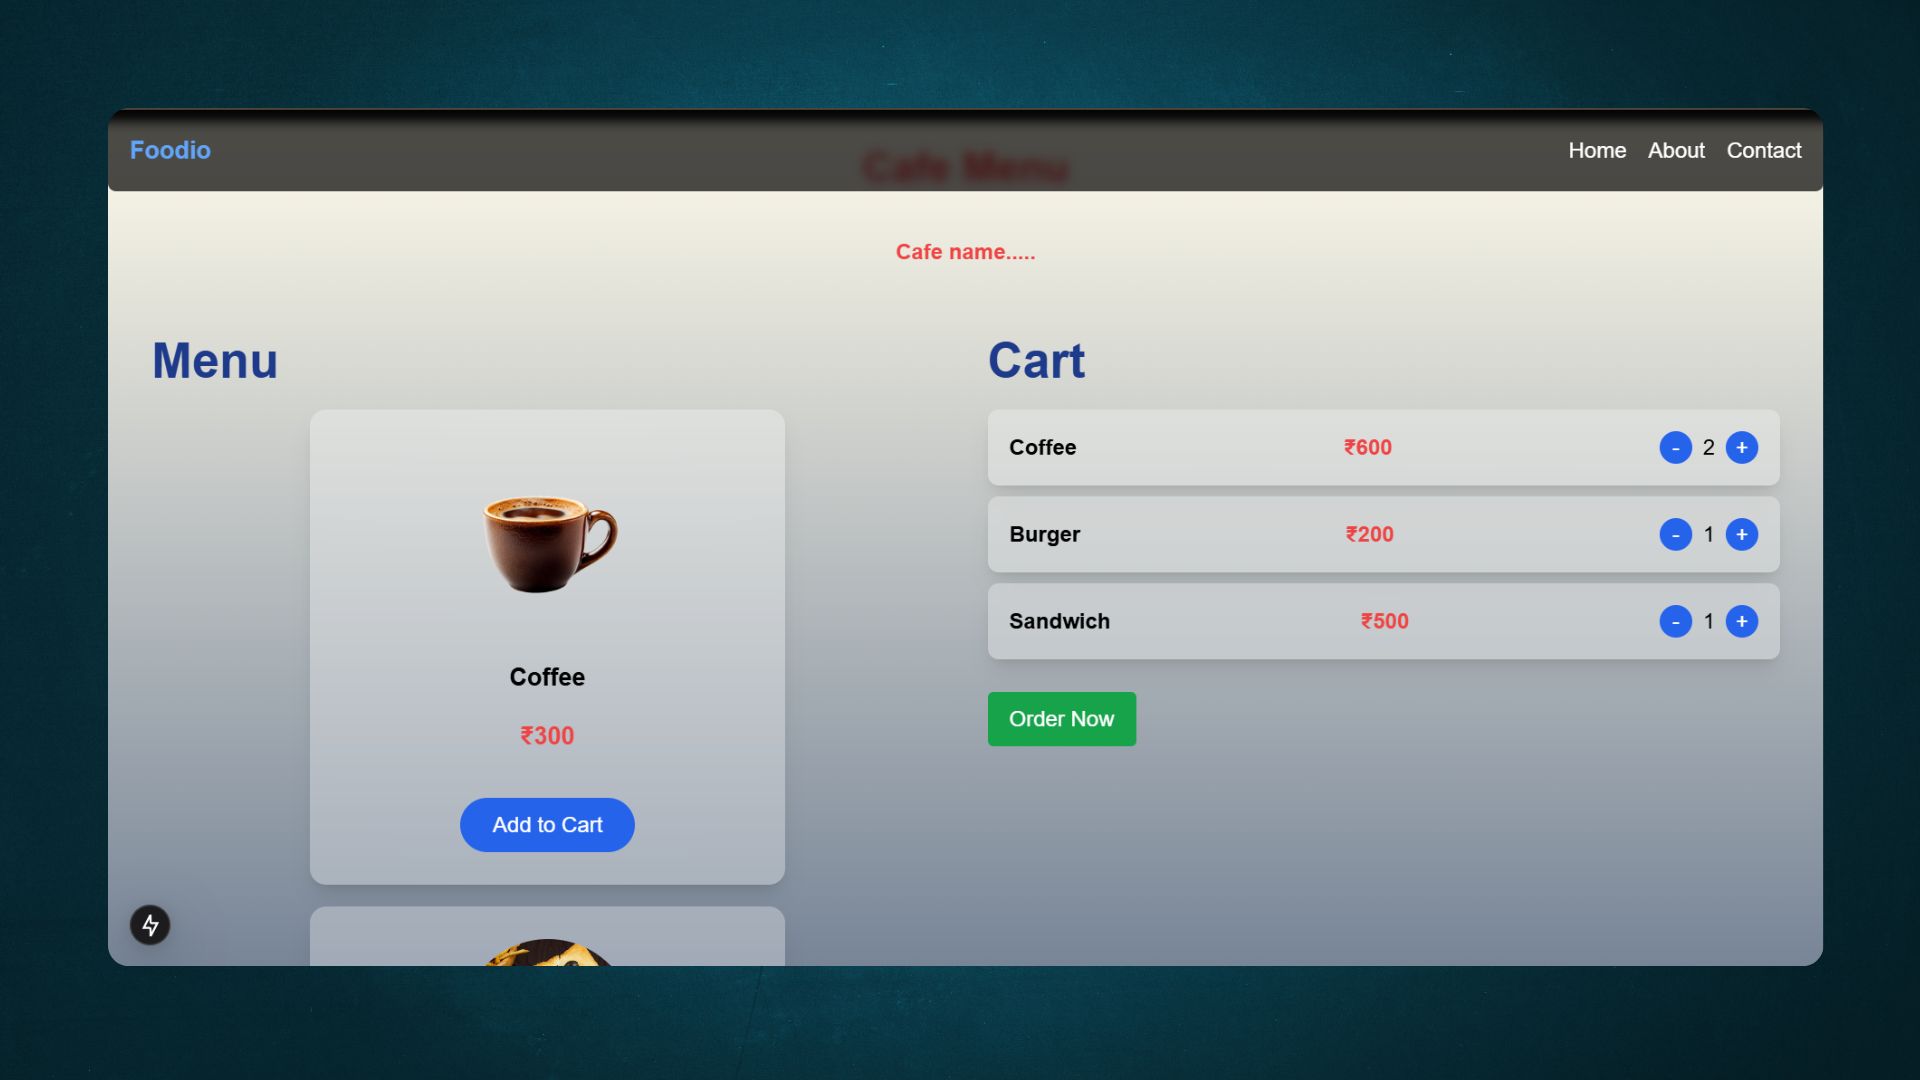 Foodio
Home About Contact
Cafe Menu
Cafe name.....
Menu
Coffee
₹300
Add to Cart
Cart
Coffee ₹600 - 2 +
Burger ₹200 - 1 +
Sandwich ₹500 - 1 +
Order Now